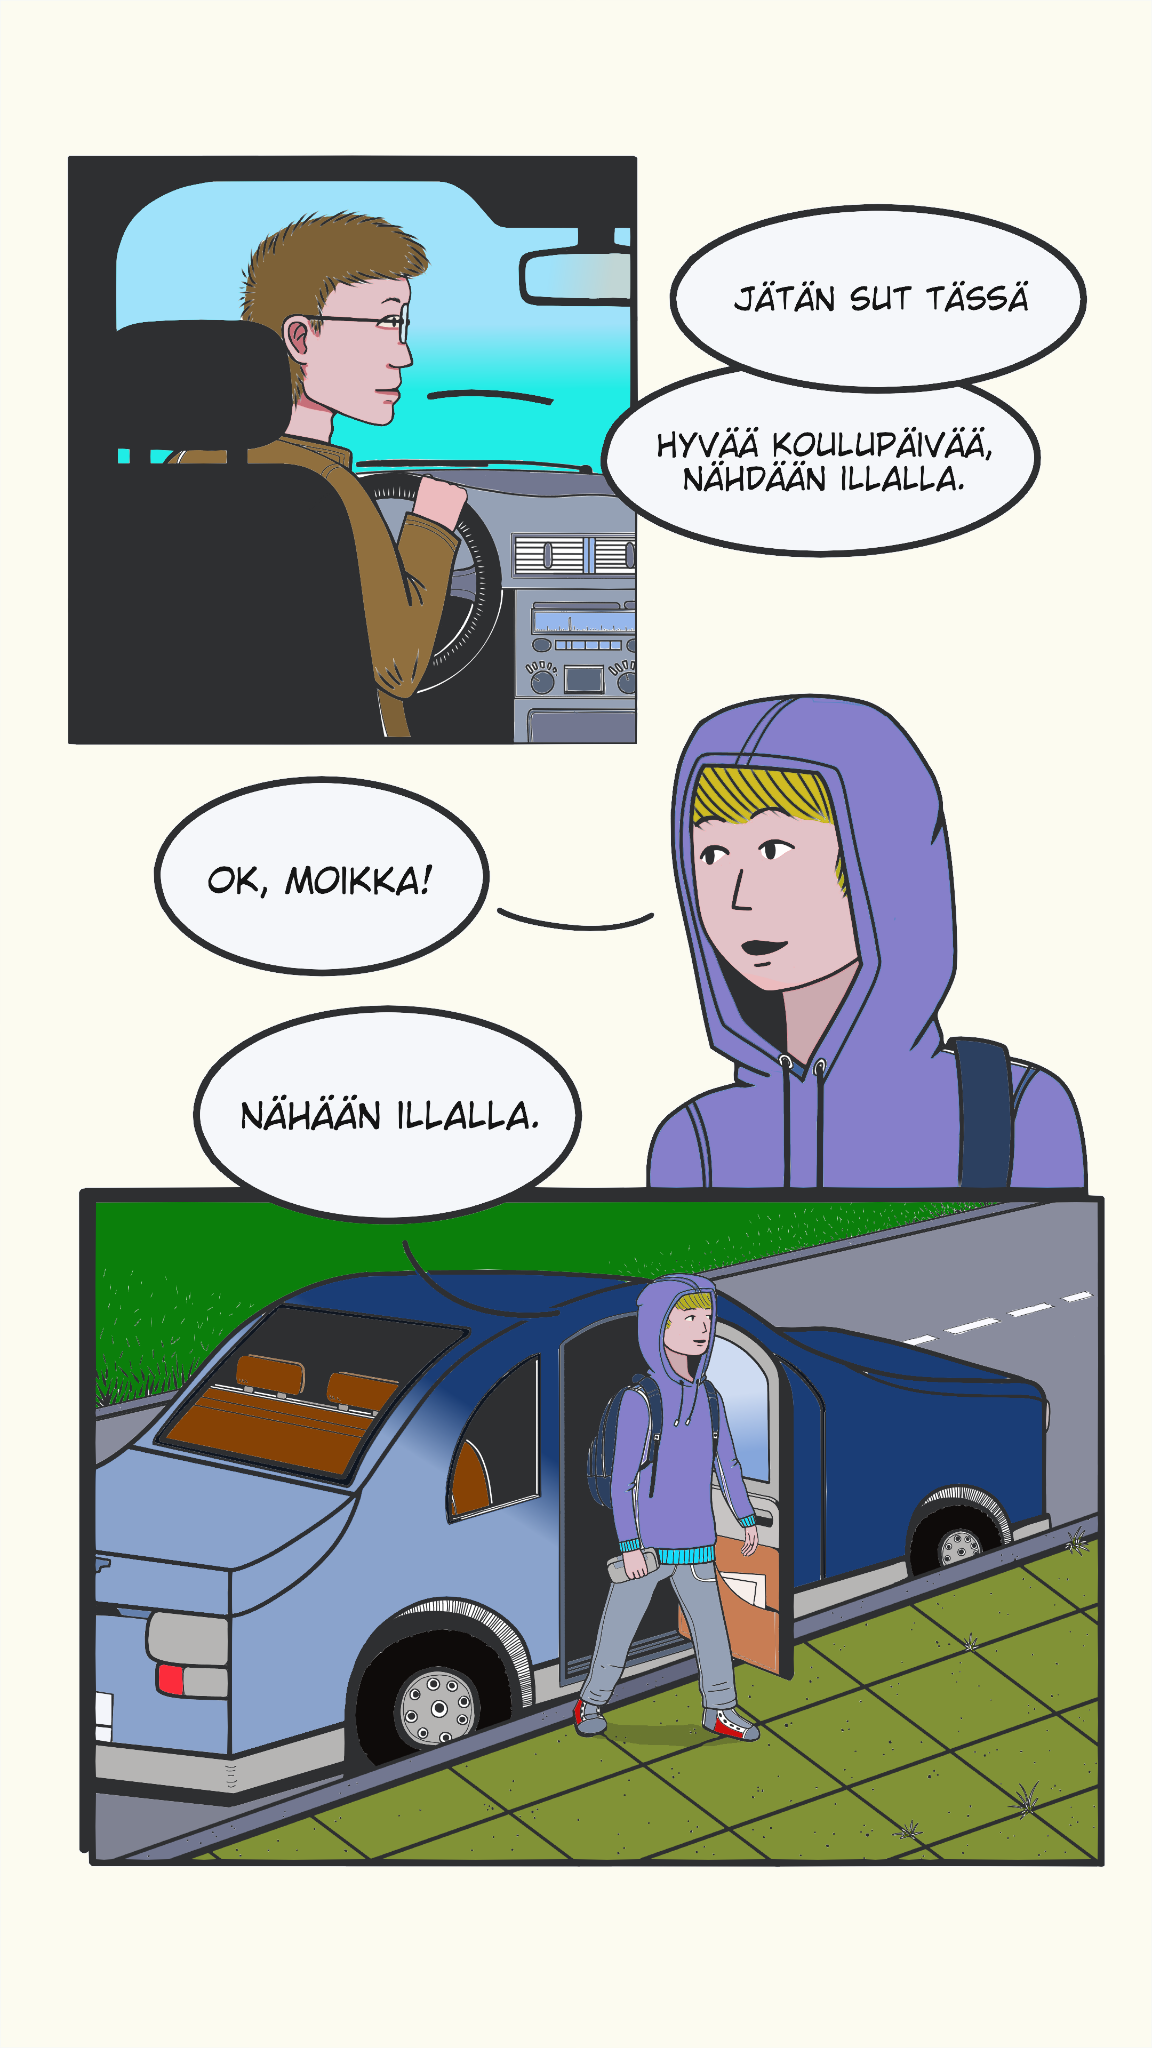 JÄTÄN SUT TÄSSÄ
HYVÄÄ KOULUPÄIVÄÄ,
NÄHDÄÄN ILLALLA.
OK, MOIKKA!
NÄHÄÄN ILLALLA.